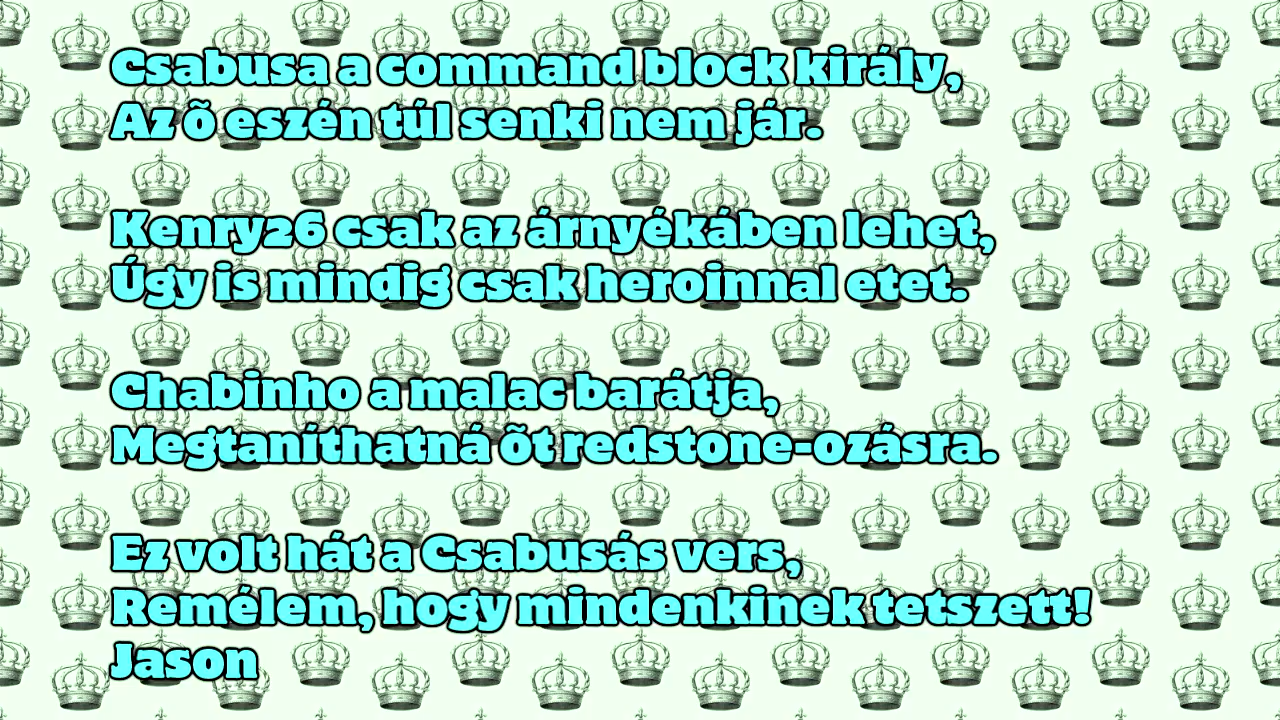 Csabusa a command block király,
Az õ eszén túl senki nem jár.
Kenry26 csak az árnyékáben lehet,
Úgy is mindig csak heroinnal etet.
Chabinho a malac barátja,
Megtaníthatná õt redstone-ozásra.
Ez volt hát a Csabusás vers,
Remélem, hogy mindenkinek tetszett!
Jason